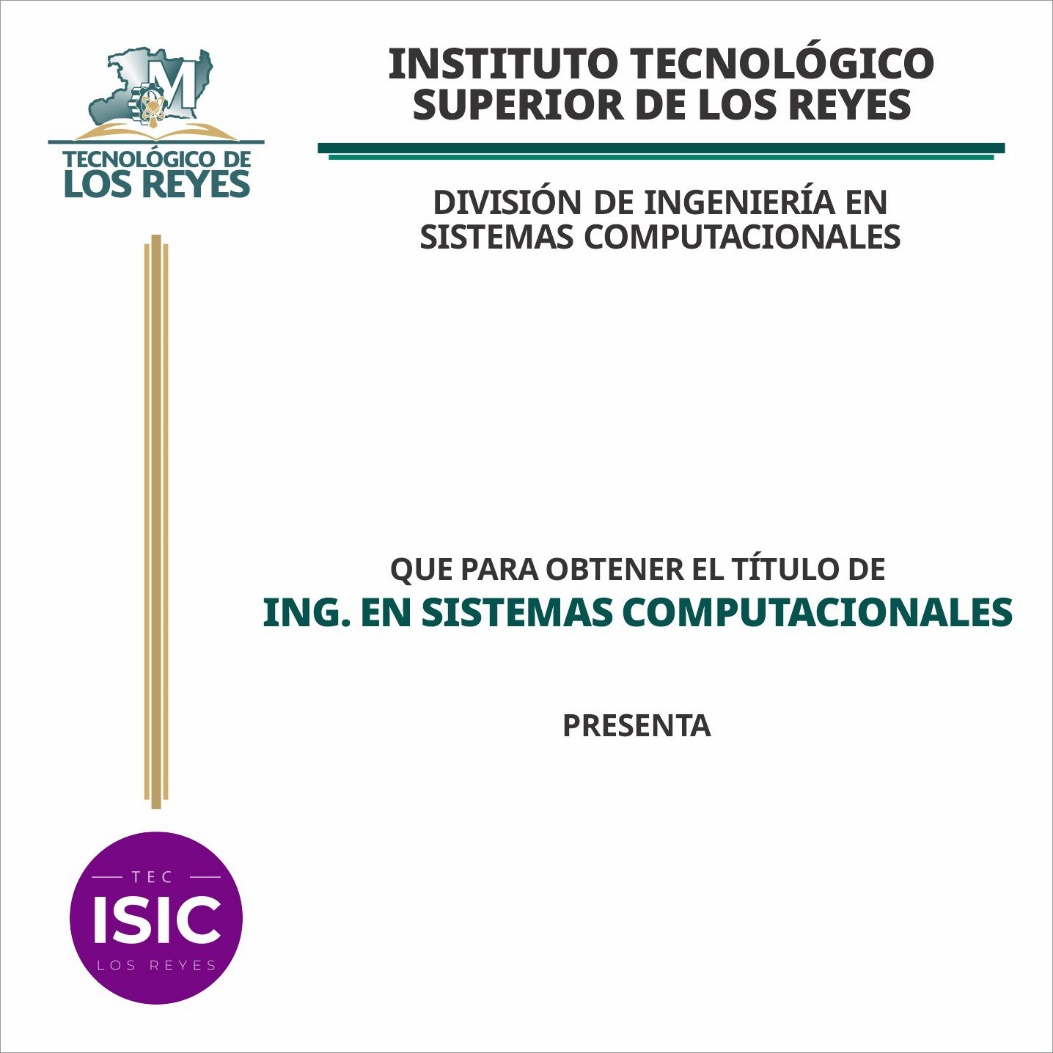 M
TECNOLÓGICO DE
LOS REYES
INSTITUTO TECNOLÓGICO
SUPERIOR DE LOS REYES
DIVISIÓN DE INGENIERÍA EN
SISTEMAS COMPUTACIONALES
QUE PARA OBTENER EL TÍTULO DE
ING. EN SISTEMAS COMPUTACIONALES
PRESENTA
TEC
ISIC
LOS REYES